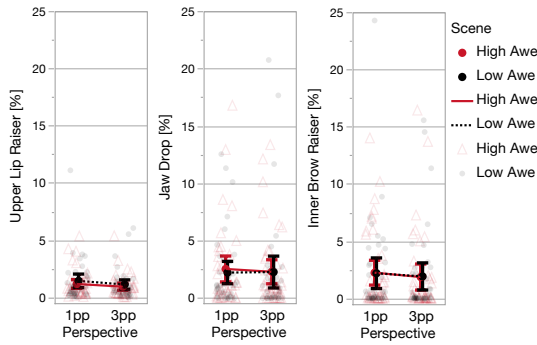 25
20
15
10
5
0
Upper Lip Raiser [%]
1pp 3pp
Perspective
25
20
15
10
5
0
Jaw Drop [%]
1pp 3pp
Perspective
25
20
15
10
5
0
Inner Brow Raiser [%]
1pp 3pp
Perspective
Scene
High Awe
Low Awe
High Awe
Low Awe
High Awe
Low Awe